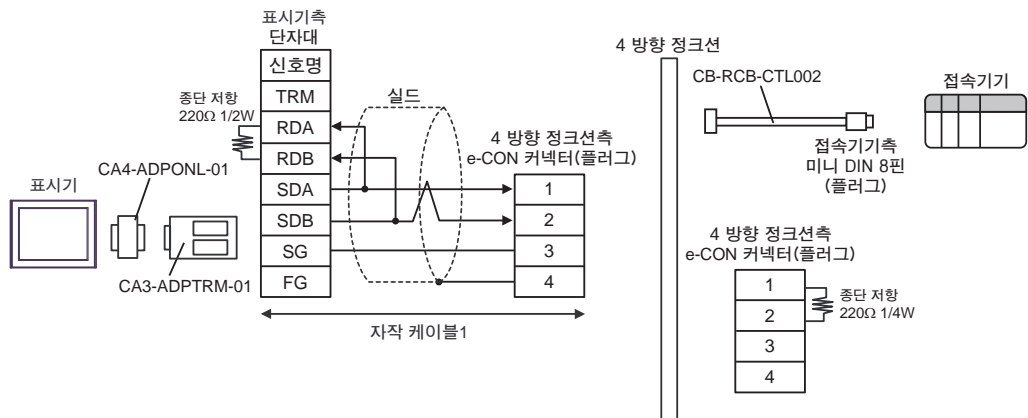 표시기측
단자대
신호명
TRM
RDA
RDB
SDA
SDB
SG
FG
종단 저항
220Ω 1/2W
실드
4 방향 정크션측
e-CON 커넥터(플러그)
1
2
3
4
표시기
CA4-ADPONL-01
CA3-ADPTRM-01
자작 케이블1
4 방향 정크션
CB-RCB-CTL002
접속기기
접속기기측
미니 DIN 8핀
(플러그)
4 방향 정크션측
e-CON 커넥터(플러그)
1
2
3
4
종단 저항
220Ω 1/4W